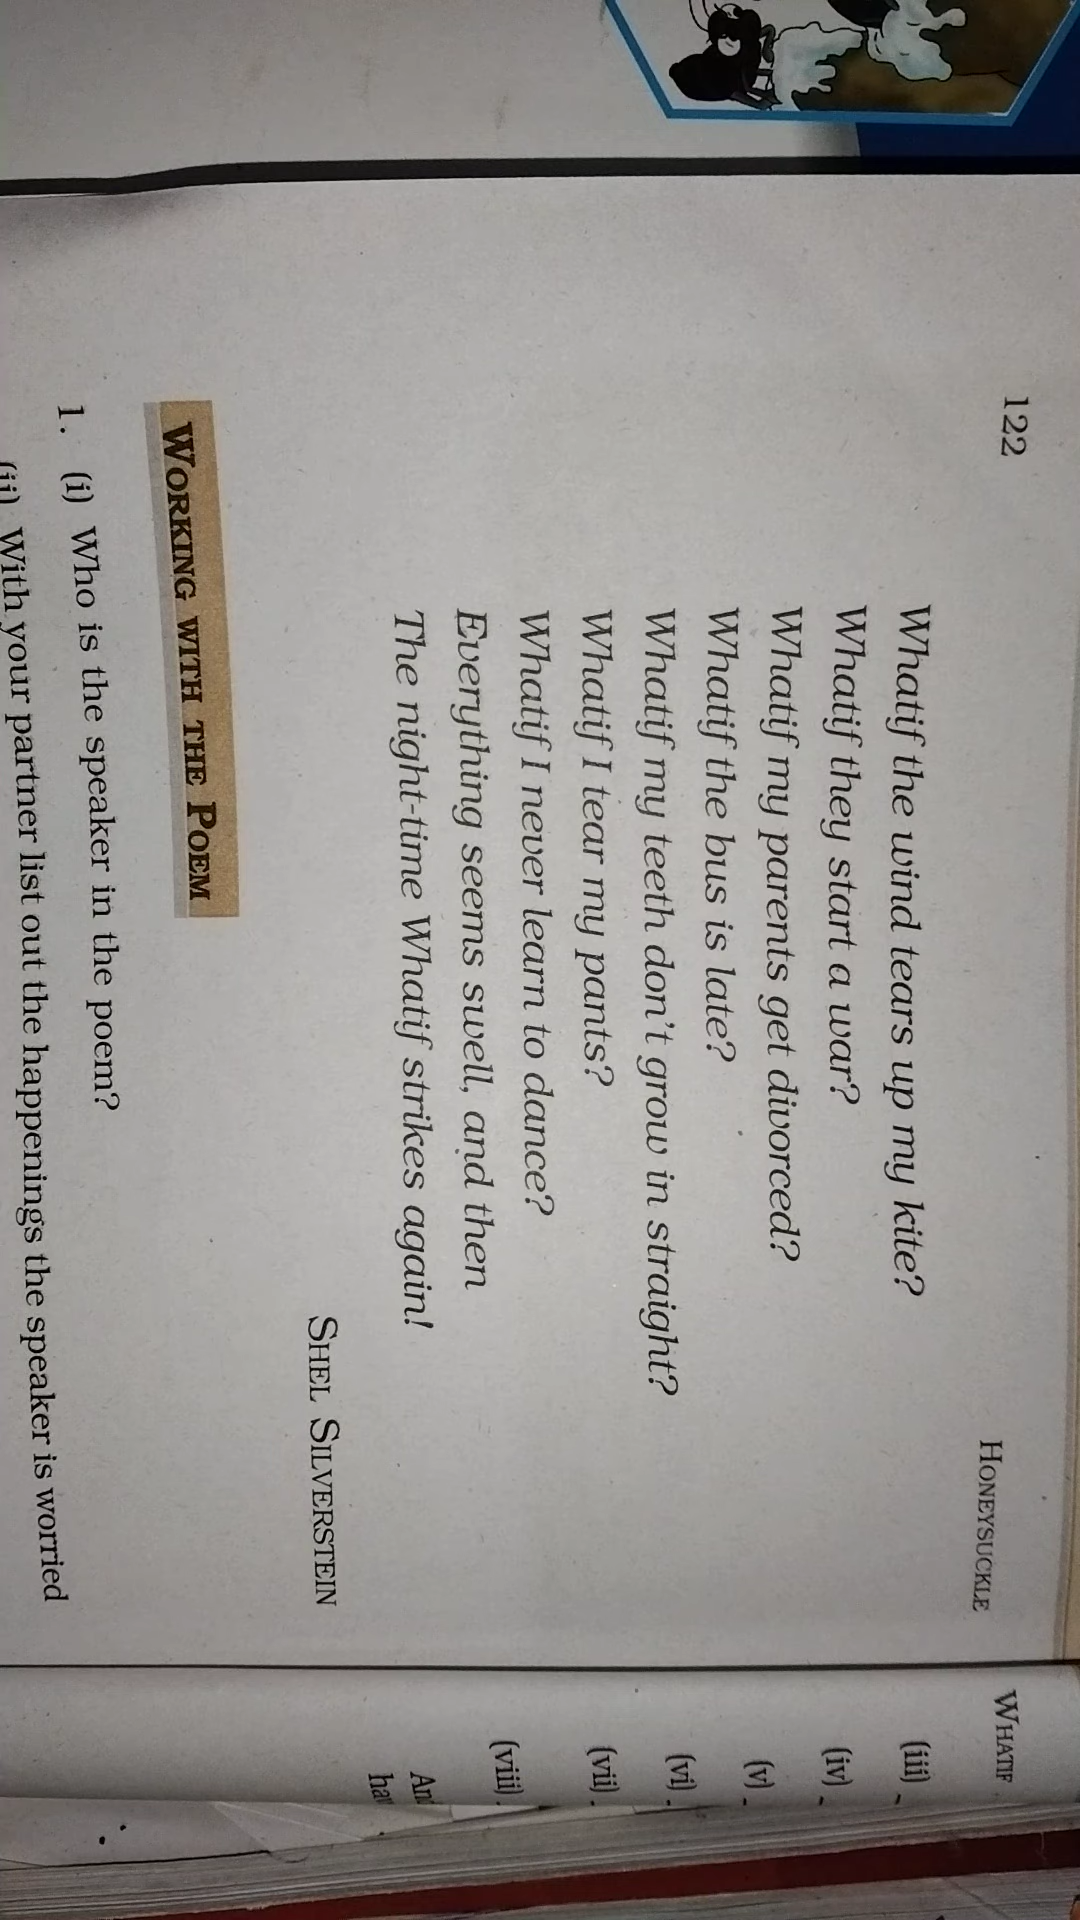 122
HONEYSUCKLE
Whatif the wind tears up my kite?
Whatif they start a war?
Whatif my parents get divorced?
Whatif the bus is late?
Whatif my teeth don't grow in straight?
Whatif I tear my pants?
Whatif I never learn to dance?
Everything seems swell, and then
The night-time Whatif strikes again!
SHEL SILVERSTEIN
WORKING WITH THE POEM
1. (i) Who is the speaker in the poem?
(ii) With your partner list out the happenings the speaker is worried
WHATIF
(iii)
(iv)
(v)
(vi)
(vii)
(viii)